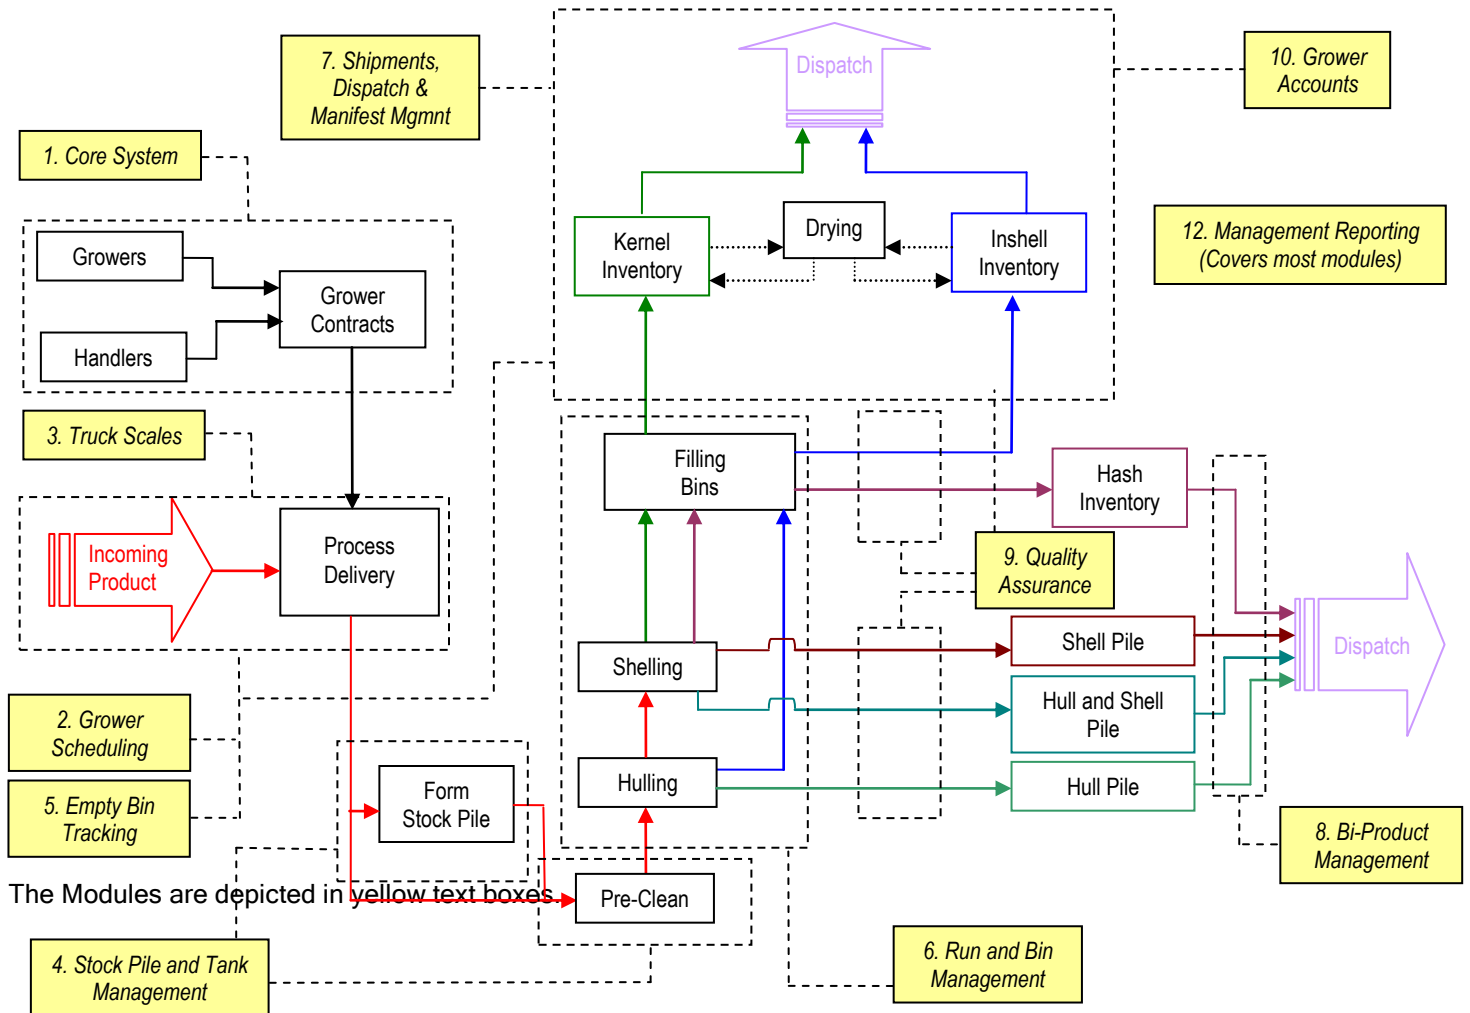 7. Shipments,
Dispatch &
Manifest Mgmnt
Dispatch
10. Grower
Accounts
1. Core System
Growers
Grower
Contracts
Handlers
Kernel
Inventory
Drying
Inshell
Inventory
12. Management Reporting
(Covers most modules)
3. Truck Scales
Incoming
Product
Process
Delivery
Filling
Bins
Hash
Inventory
9. Quality
Assurance
Shelling
Shell Pile
Hull and Shell
Pile
Hulling
Hull Pile
Dispatch
2. Grower
Scheduling
5. Empty Bin
Tracking
Form
Stock Pile
8. Bi-Product
Management
The Modules are depicted in yellow text boxes.
Pre-Clean
4. Stock Pile and Tank
Management
6. Run and Bin
Management